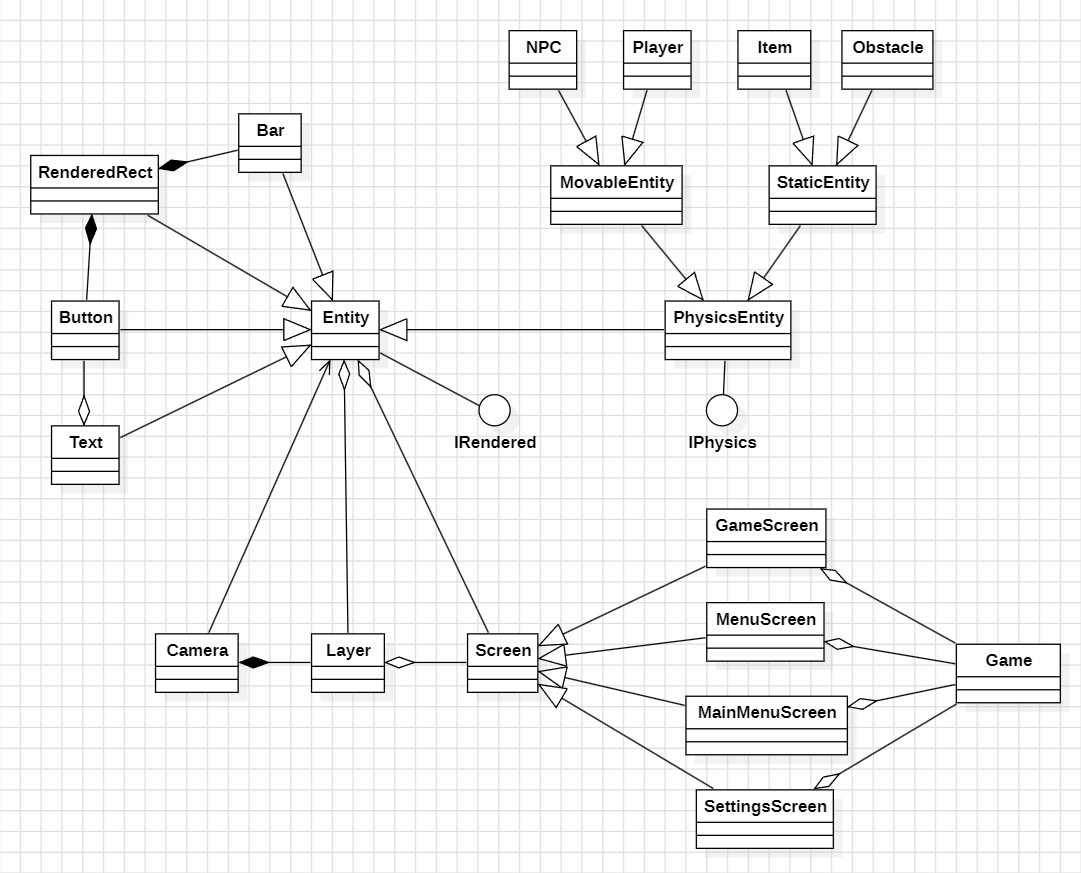 NPC
Player
Item
Obstacle
Bar
RenderedRect
MovableEntity
StaticEntity
Button
Entity
PhysicsEntity
Text
IRendered
IPhysics
GameScreen
MenuScreen
Camera
Layer
Screen
Game
MainMenuScreen
SettingsScreen